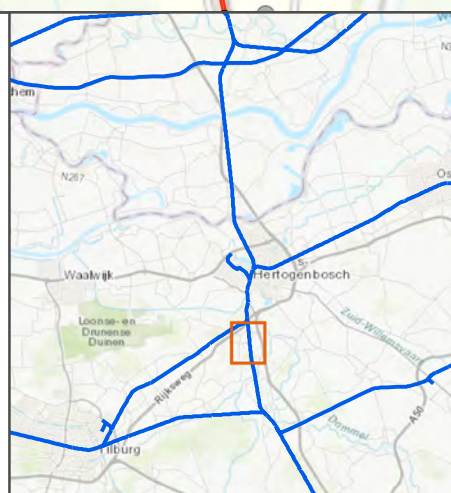 N3
hem
N267
Os
Waalwijk
's-
Hertogenbosch
Loonse- en
Drunense
Duinen
Zuid-Willemsvaart
Rijksweg
A50
Dommel
Tilburg